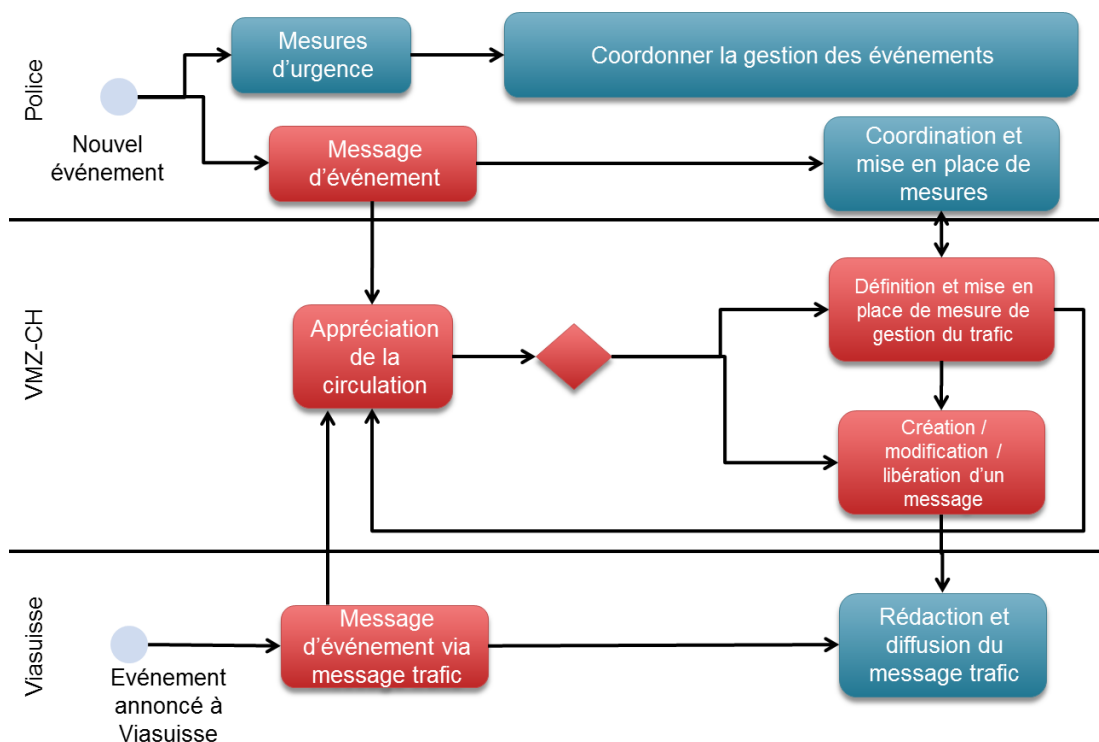 Police
Mesures
d'urgence
Coordonner la gestion des événements
Nouvel
événement
Message
d'événement
Coordination et
mise en place de
mesures
VMZ-CH
Appréciation
de la
circulation
Définition et mise en
place de mesure de
gestion du trafic
Création /
modification /
libération d'un
message
Viasuisse
Evénement
annoncé à
Viasuisse
Message
d'événement via
message trafic
Rédaction et
diffusion du
message trafic